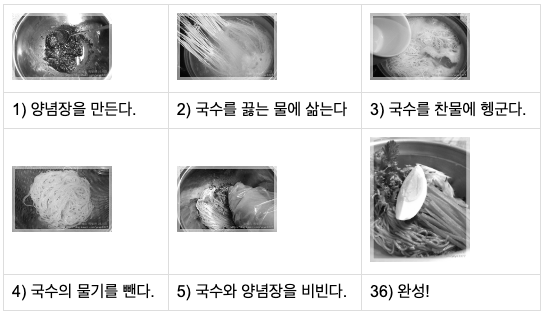 1) 양념장을 만든다.
2) 국수를 끓는 물에 삶는다
3) 국수를 찬물에 헹군다.
4) 국수의 물기를 뺀다.
5) 국수와 양념장을 비빈다.
36) 완성!